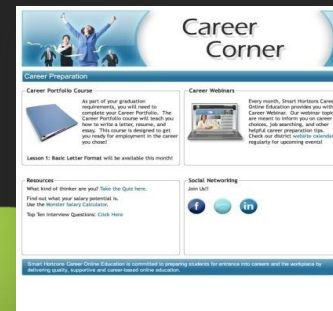 Career
Corner
Career Preparation
Career Portfolio Course
As part of your graduation
requirements, you will need to
complete your Career Portfolio. The
Career Portfolio course will teach you
how to write a letter, resume, and
essay. This course is designed to get
you ready for employment in the career
you chose!
Lesson 1: Basic Letter Format will be available this month!
Career Webinars
Every month, Smart Horizons Career
Online Education provides you with
Career Webinar. Our webinar topic
are meant to inform you on career
choices, job searching, and other
helpful career preparation tips.
Check our district website calendar
regularly for upcoming events!
Resources
What kind of thinker are you? Take the Quiz here.
Find out what your salary potential is.
Use the Monster Salary Calculator.
Top Ten Interview Questions: Click Here
Social Networking
Join Us!!
f
in
Smart Horizons Career Online Education is committed to preparing students for entrance into careers and the workplace by
delivering quality, supportive and career-based online education.